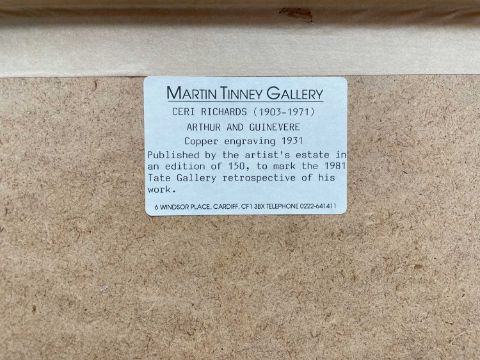 MARTIN TINNEY GALLERY
CERI RICHARDS (1903-1971)
ARTHUR AND GUINEVERE
Copper engraving 1931
Published by the artist's estate in
an edition of 150, to mark the 1981
Tate Gallery retrospective of his
work.
6 WINDSOR PLACE, CARDIFF, CF1 3BX TELEPHONE 0222-641411